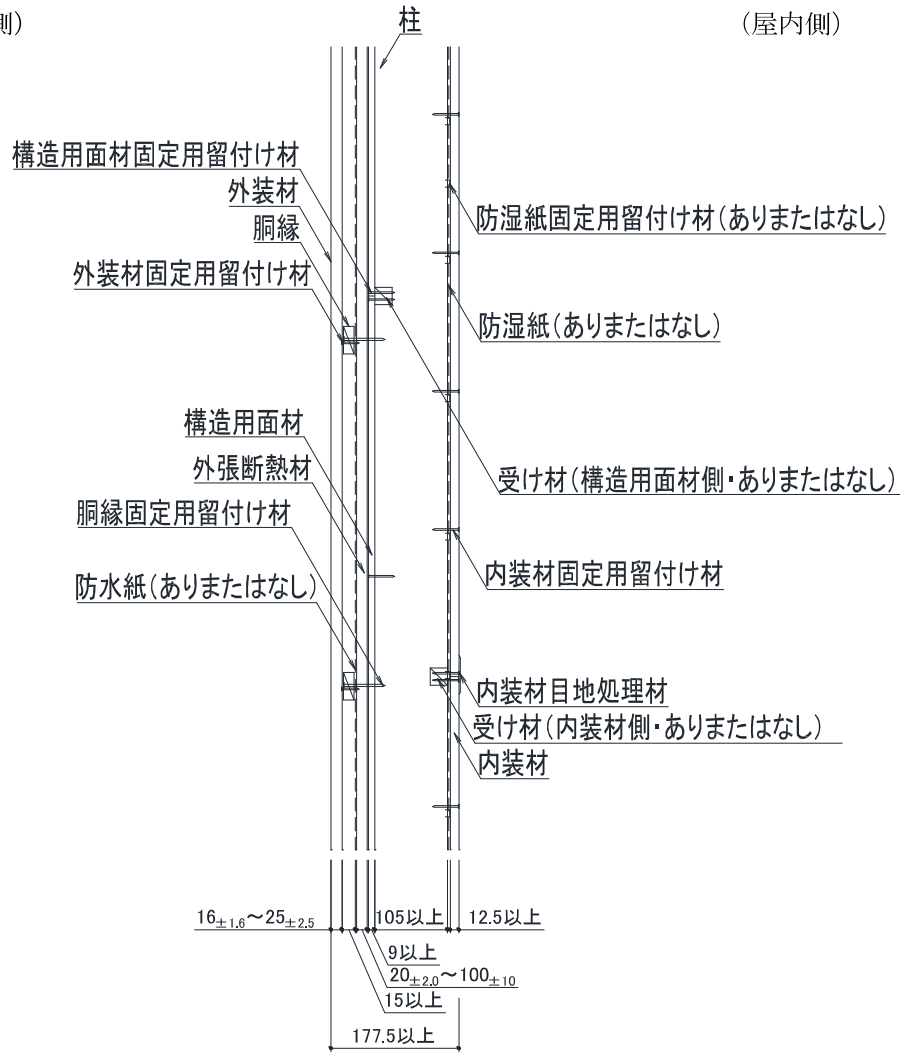 側）
（屋内側）
柱
構造用面材固定用留付け材
外装材
胴縁
外装材固定用留付け材
防湿紙固定用留付け材（ありまたはなし）
防湿紙（ありまたはなし）
構造用面材
外張断熱材
胴縁固定用留付け材
防水紙（ありまたはなし）
受け材（構造用面材側・ありまたはなし）
内装材固定用留付け材
内装材目地処理材
受け材（内装材側・ありまたはなし）
内装材
16±1.6～25±2.5
105以上
12.5以上
9以上
20±2.0～100±10
15以上
177.5以上